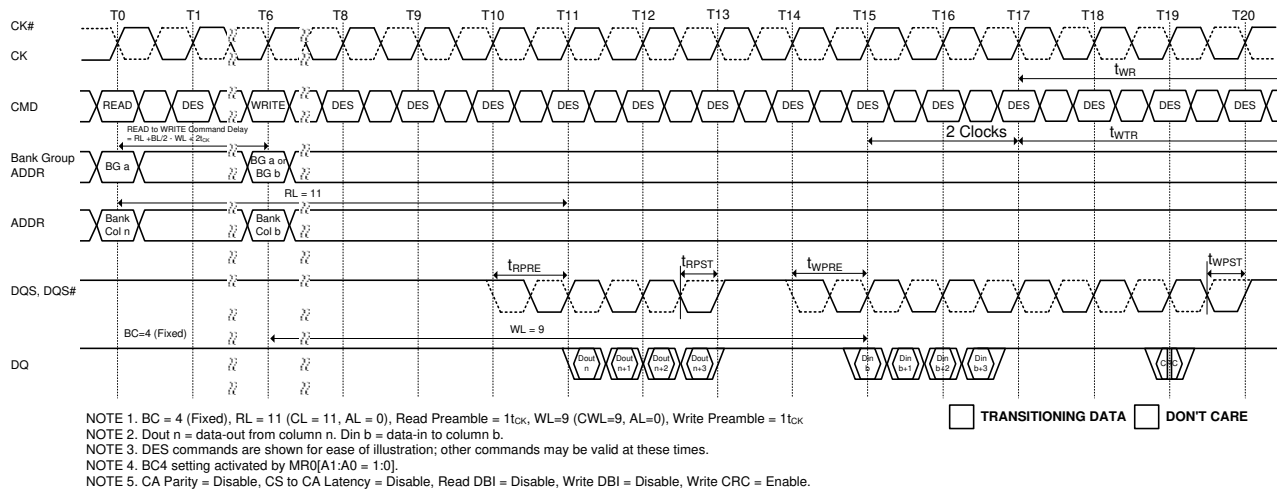 T0 T1 T6 T8 T9 T10 T11 T12 T13 T14 T15 T16 T17 T18 T19 T20
CK#
CK
tWR
CMD READ DES WRITE DES DES DES DES DES DES DES DES DES DES DES DES DES
READ to WRITE Command Delay
= RL +BL/2 - WL + 2tCK
2 Clocks
tWTR
Bank Group
ADDR
BG a
BG a or
BG b
RL = 11
ADDR
Bank
Col n
Bank
Col b
tRPRE tRPST tWPRE tWPST
DQS, DQS#
BC=4 (Fixed)
WL = 9
DQ
Dout
n
Dout
n+1
Dout
n+2
Dout
n+3
Din
b
Din
b+1
Din
b+2
Din
b+3
CRC
NOTE 1. BC = 4 (Fixed), RL = 11 (CL = 11, AL = 0), Read Preamble = 1tCK, WL=9 (CWL=9, AL=0), Write Preamble = 1tCK
NOTE 2. Dout n = data-out from column n. Din b = data-in to column b.
NOTE 3. DES commands are shown for ease of illustration; other commands may be valid at these times.
NOTE 4. BC4 setting activated by MR0[A1:A0 = 1:0].
NOTE 5. CA Parity = Disable, CS to CA Latency = Disable, Read DBI = Disable, Write DBI = Disable, Write CRC = Enable.
TRANSITIONING DATA
DON'T CARE